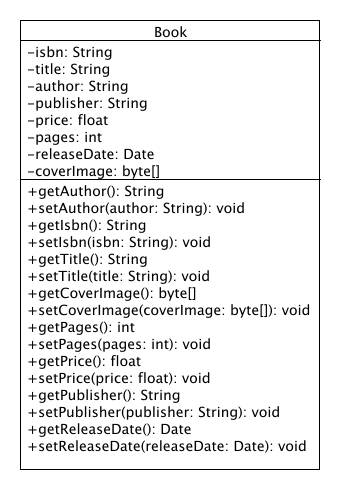 Book
-isbn: String
-title: String
-author: String
-publisher: String
-price: float
-pages: int
-releaseDate: Date
-coverImage: byte[]
+getAuthor(): String
+setAuthor(author: String): void
+getIsbn(): String
+setIsbn(isbn: String): void
+getTitle(): String
+setTitle(title: String): void
+getCoverImage(): byte[]
+setCoverImage(coverImage: byte[]): void
+getPages(): int
+setPages(pages: int): void
+getPrice(): float
+setPrice(price: float): void
+getPublisher(): String
+setPublisher(publisher: String): void
+getReleaseDate(): Date
+setReleaseDate(releaseDate: Date): void